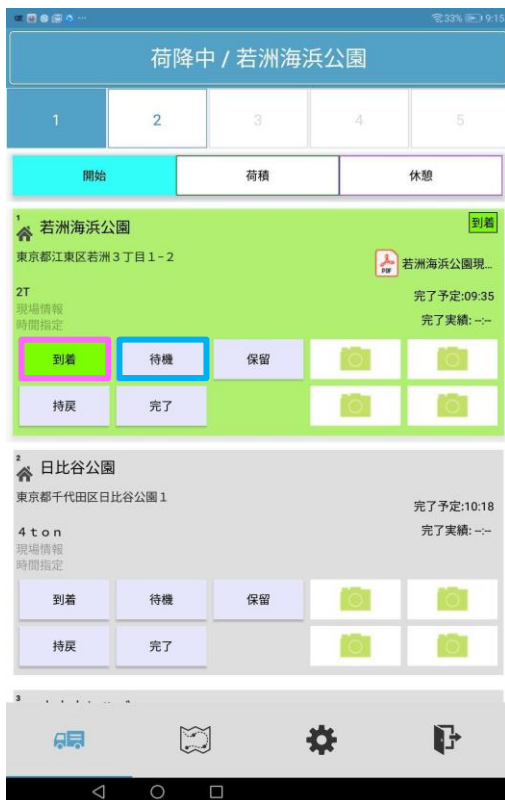 33% 9:15
荷降中 / 若洲海浜公園
1 2 3 4 5
開始 荷積 休憩
1
若洲海浜公園 到着
東京都江東区若洲３丁目１−２
PDF 若洲海浜公園現...
2T 完了予定:09:35
現場情報
時間指定 完了実績: --:--
到着 待機 保留
持戻 完了
2
日比谷公園
東京都千代田区日比谷公園１
完了予定:10:18
４ｔｏｎ 完了実績: --:--
現場情報
時間指定
到着 待機 保留
持戻 完了
3